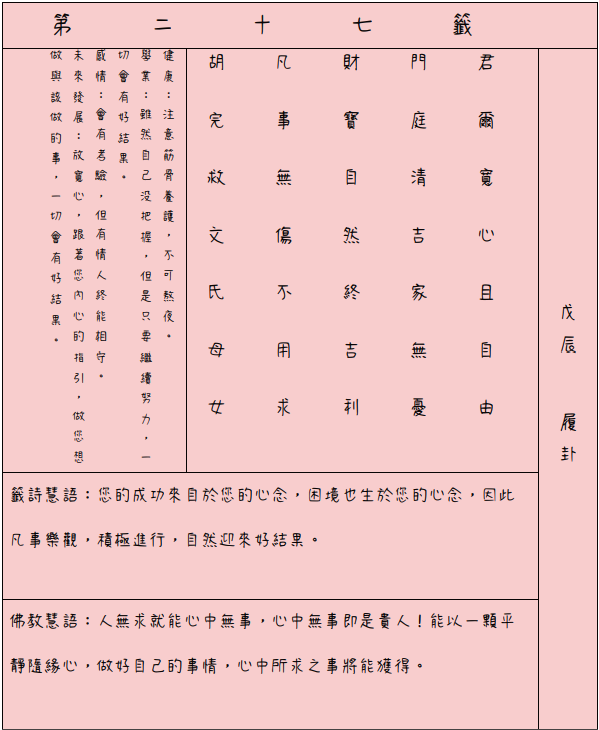 第二十七籤
戊辰　履卦
君爾寬心且自由
門庭清吉家無憂
財寶自然終吉利
凡事無傷不用求
胡完救文氏母女
健康：注意筋骨養護，不可熬夜。
學業：雖然自己没把握，但是只要繼續努力，一
切會有好結果。
感情：會有考驗，但有情人終能相守。
未來發展：放寬心，跟著您內心的指引，做您想
做與該做的事，一切會有好結果。
籤詩慧語：您的成功來自於您的心念，困境也生於您的心念，因此
凡事樂觀，積極進行，自然迎來好結果。
佛教慧語：人無求就能心中無事，心中無事即是貴人！能以一顆平
靜隨緣心，做好自己的事情，心中所求之事將能獲得。